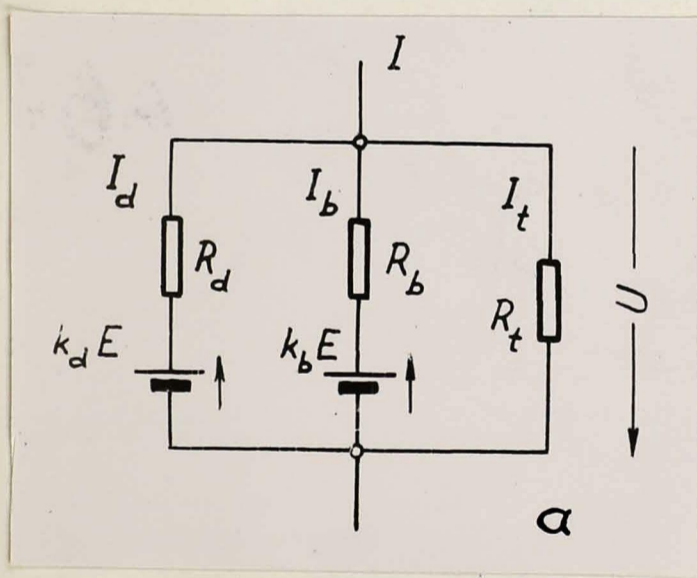 I
I_d
I_b
I_t
R_d
R_b
R_t
U
k_d E
k_b E
a